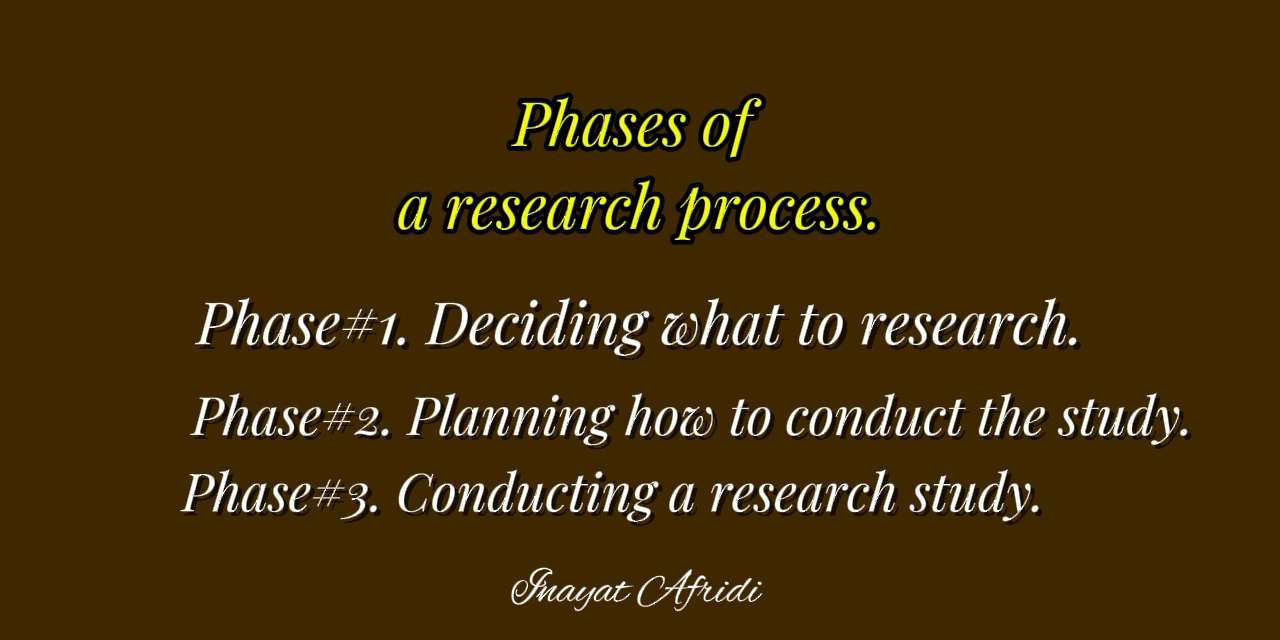 Phases of
a research process.
Phase#1. Deciding what to research.
Phase#2. Planning how to conduct the study.
Phase#3. Conducting a research study.
Inayat Afridi